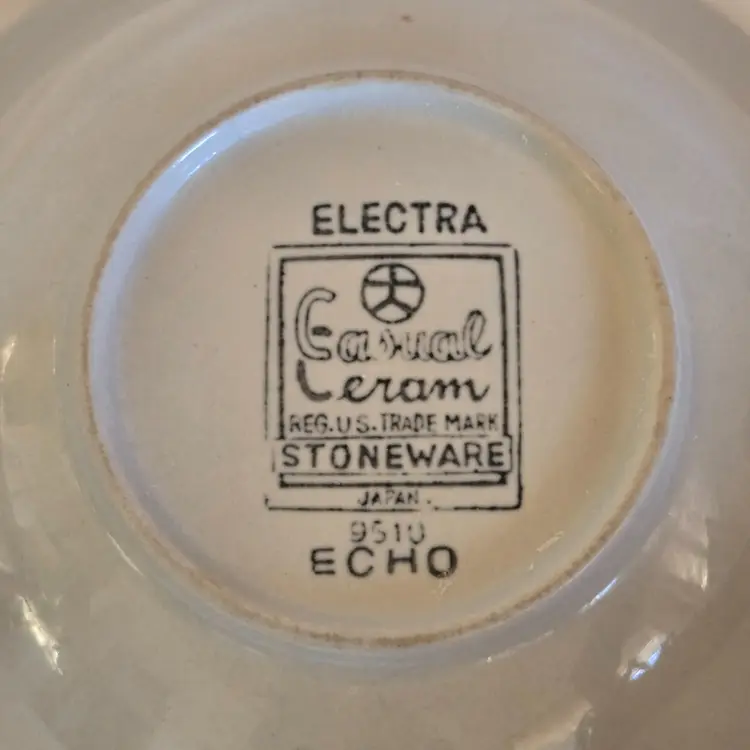 ELECTRA
Casual
Ceram
REG. U.S. TRADE MARK
STONEWARE
JAPAN
9510
ECHO